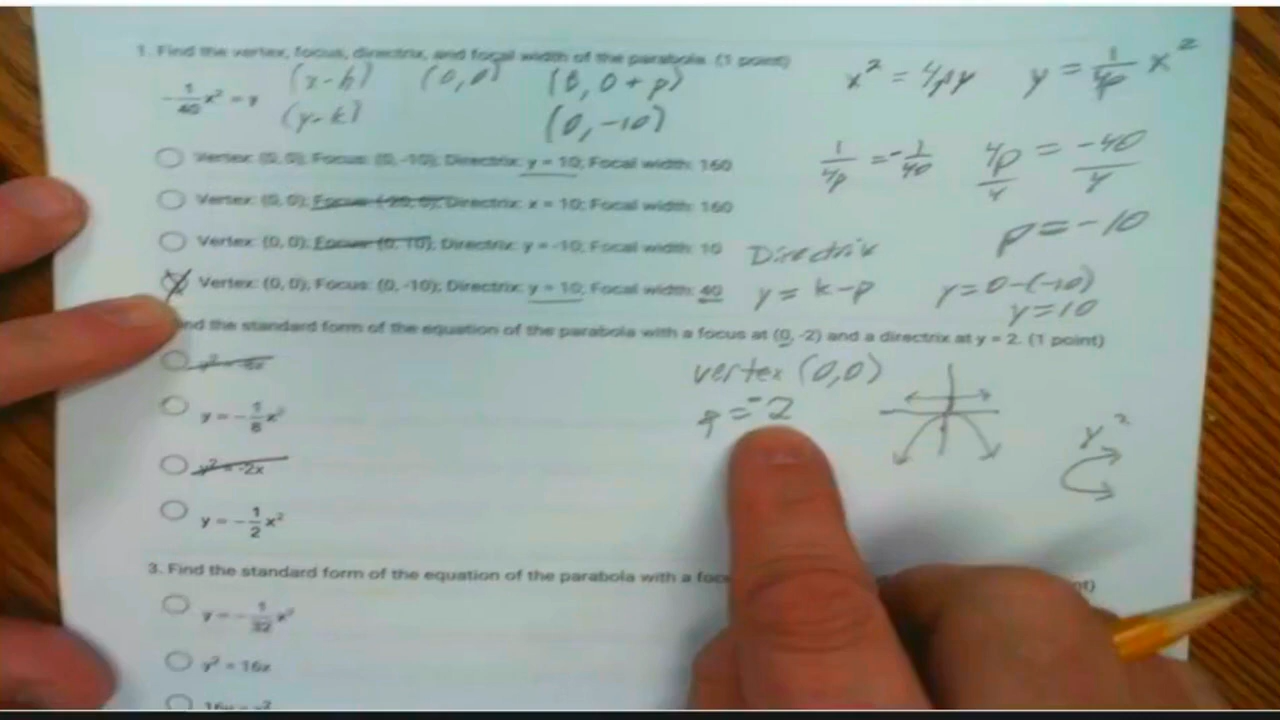 1. Find the vertex, focus, directrix, and focal width of the parabola. (1 point)
-1/40 x² = y
(x-h) (0,0) (0, 0+p)
(y-k) (0, -10)
x² = 4py y = 1/4p x²
1/4p = -1/40 4p/4 = -40/4
p = -10
Vertex: (0, 0); Focus: (0, -10); Directrix: y = 10; Focal width: 160
Vertex: (0, 0); Focus: (-20, 0); Directrix: x = 10; Focal width: 160
Vertex: (0, 0); Focus: (0, 10); Directrix: y = -10; Focal width: 10
Vertex: (0, 0); Focus: (0, -10); Directrix: y = 10; Focal width: 40
Directrix
y = k-p y = 0-(-10)
y = 10
nd the standard form of the equation of the parabola with a focus at (0, -2) and a directrix at y = 2. (1 point)
y = -1/8 x²
y² = -2x
y = -1/2 x²
vertex (0,0)
p = -2
y²
3. Find the standard form of the equation of the parabola with a foc
nt)
y = -1/32 x²
y² = 16x
16y = x²